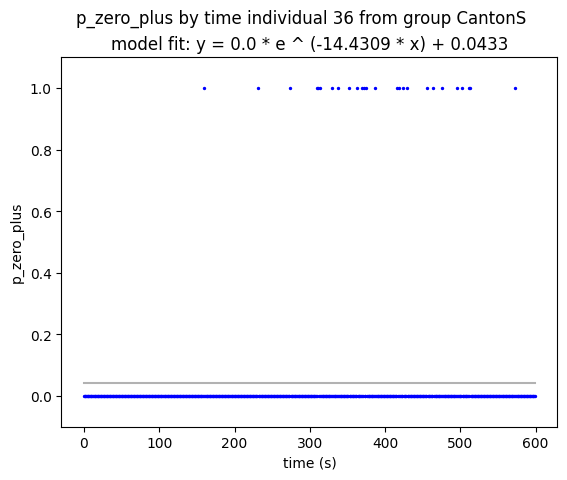 p_zero_plus by time individual 36 from group CantonS
model fit: y = 0.0 * e ^ (-14.4309 * x) + 0.0433
1.0
0.8
0.6
0.4
0.2
0.0
p_zero_plus
0 100 200 300 400 500 600
time (s)